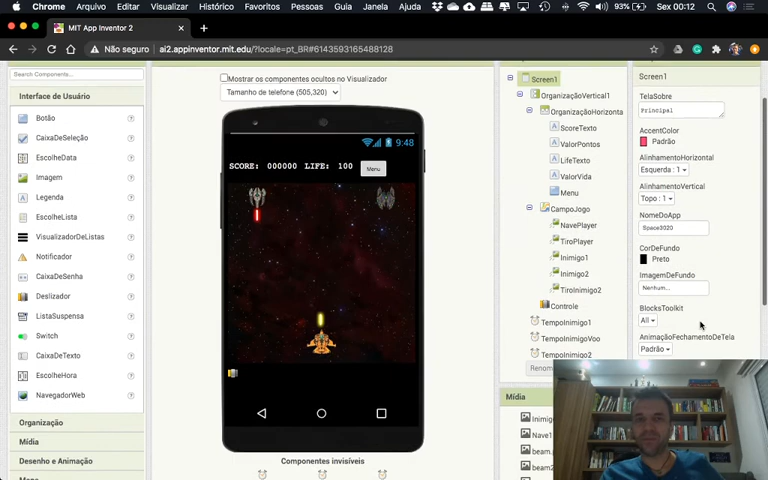 Chrome Arquivo Editar Visualizar Histórico Favoritos Pessoas Guia Janela Ajuda 93% Sex 00:12
MIT App Inventor 2
Não seguro ai2.appinventor.mit.edu/?locale=pt_BR#6143593165488128
Search Components...
Interface de Usuário
Botão
CaixaDeSeleção
EscolheData
Imagem
Legenda
EscolheLista
VisualizadorDeListas
Notificador
CaixaDeSenha
Deslizador
ListaSuspensa
Switch
CaixaDeTexto
EscolheHora
NavegadorWeb
Organização
Mídia
Desenho e Animação
Mostrar os componentes ocultos no Visualizador
Tamanho de telefone (505,320)
9:48
SCORE: 000000 LIFE: 100 Menu
Componentes invisíveis
Screen1
OrganizaçãoVertical1
OrganizaçãoHorizonta
ScoreTexto
ValorPontos
LifeTexto
ValorVida
Menu
CampoJogo
NavePlayer
TiroPlayer
Inimigo1
Inimigo2
TiroInimigo2
Controle
TempoInimigo1
TempoInimigoVoo
TempoInimigo2
Renom
Mídia
Inimigo
Nave1
beam.p
beam2
Screen1
TelaSobre
Principal
AccentColor
Padrão
AlinhamentoHorizontal
Esquerda : 1
AlinhamentoVertical
Topo : 1
NomeDoApp
Space3020
CorDeFundo
Preto
ImagemDeFundo
Nenhum...
BlocksToolkit
All
AnimaçãoFechamentoDeTela
Padrão